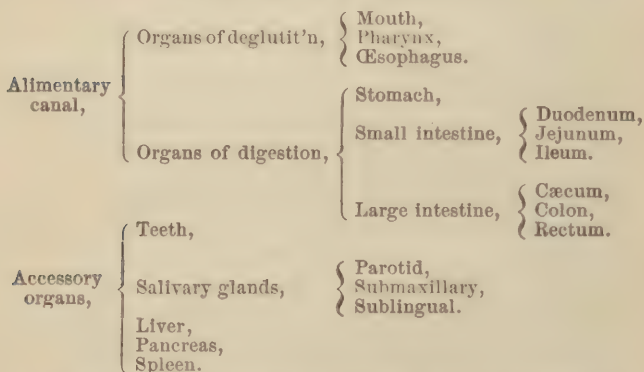 Alimentary canal,
Organs of deglutit'n,
Mouth,
Pharynx,
Œsophagus.
Organs of digestion,
Stomach,
Small intestine,
Duodenum,
Jejunum,
Ileum.
Large intestine,
Cæcum,
Colon,
Rectum.
Accessory organs,
Teeth,
Salivary glands,
Parotid,
Submaxillary,
Sublingual.
Liver,
Pancreas,
Spleen.